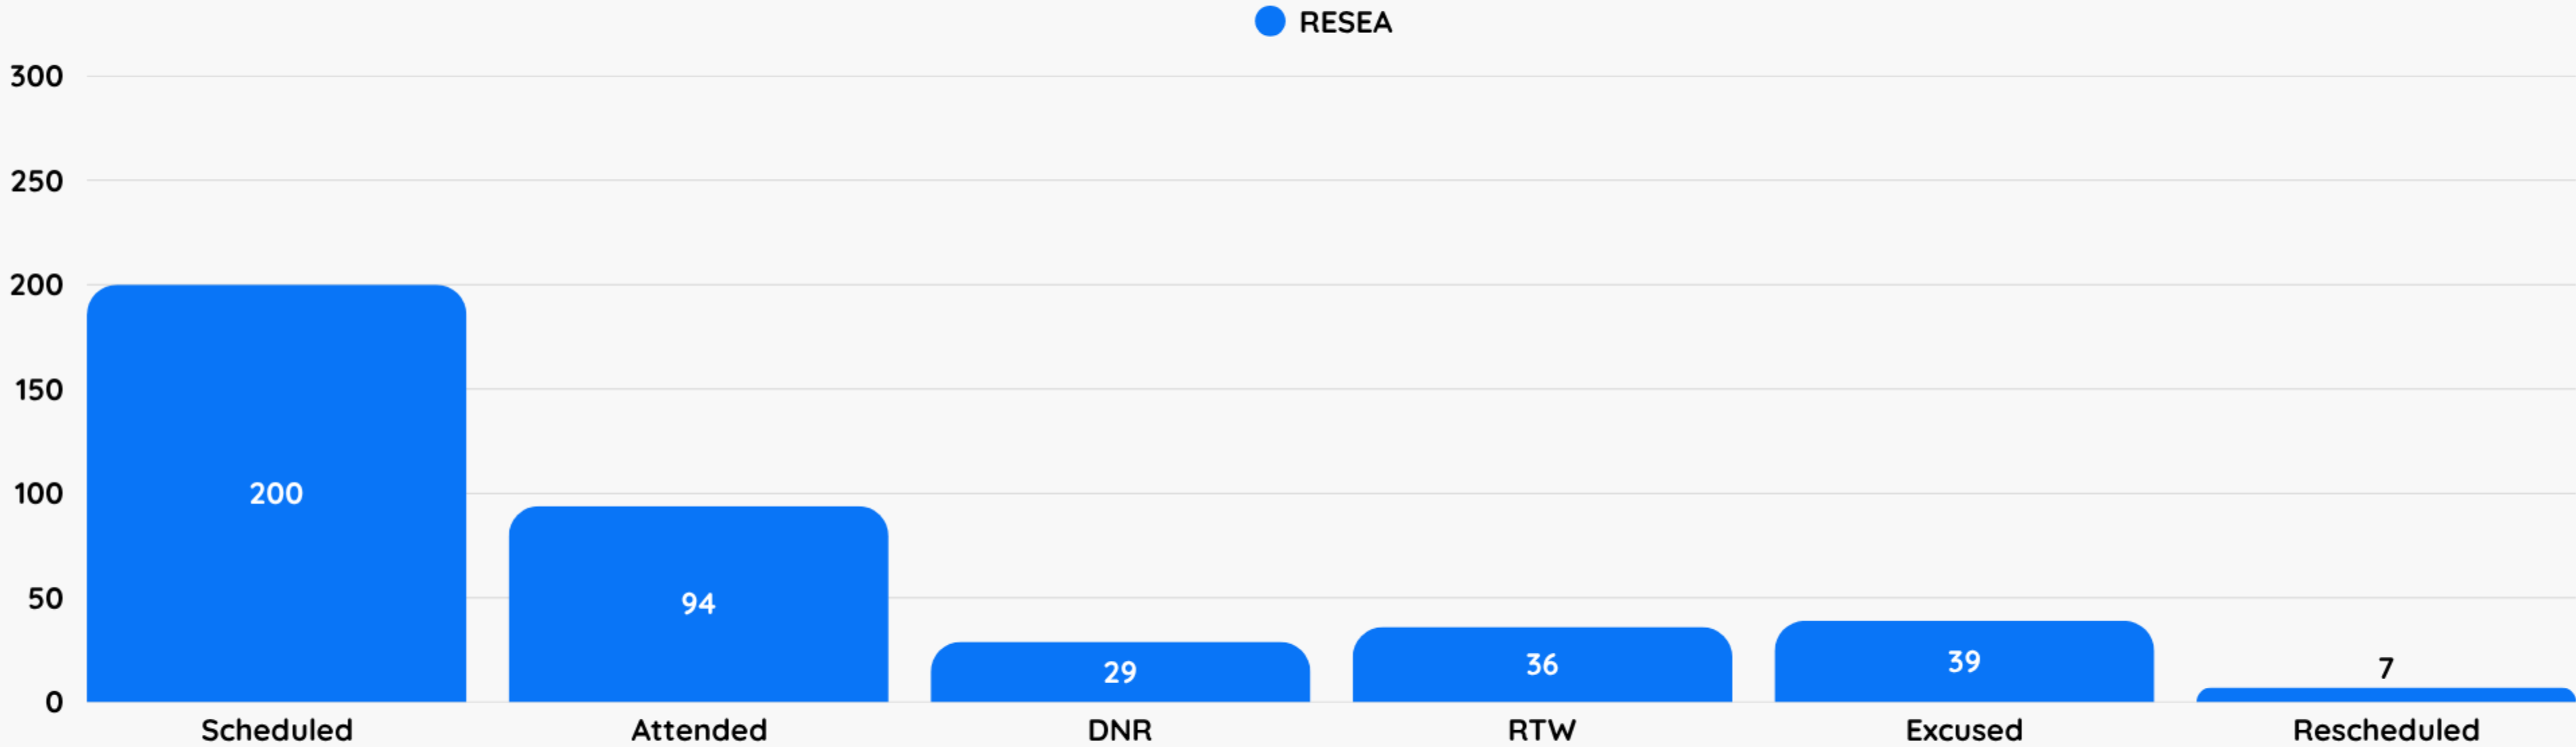 RESEA
300
250
200
150
100
50
0
200
94
29
36
39
7
Scheduled
Attended
DNR
RTW
Excused
Rescheduled